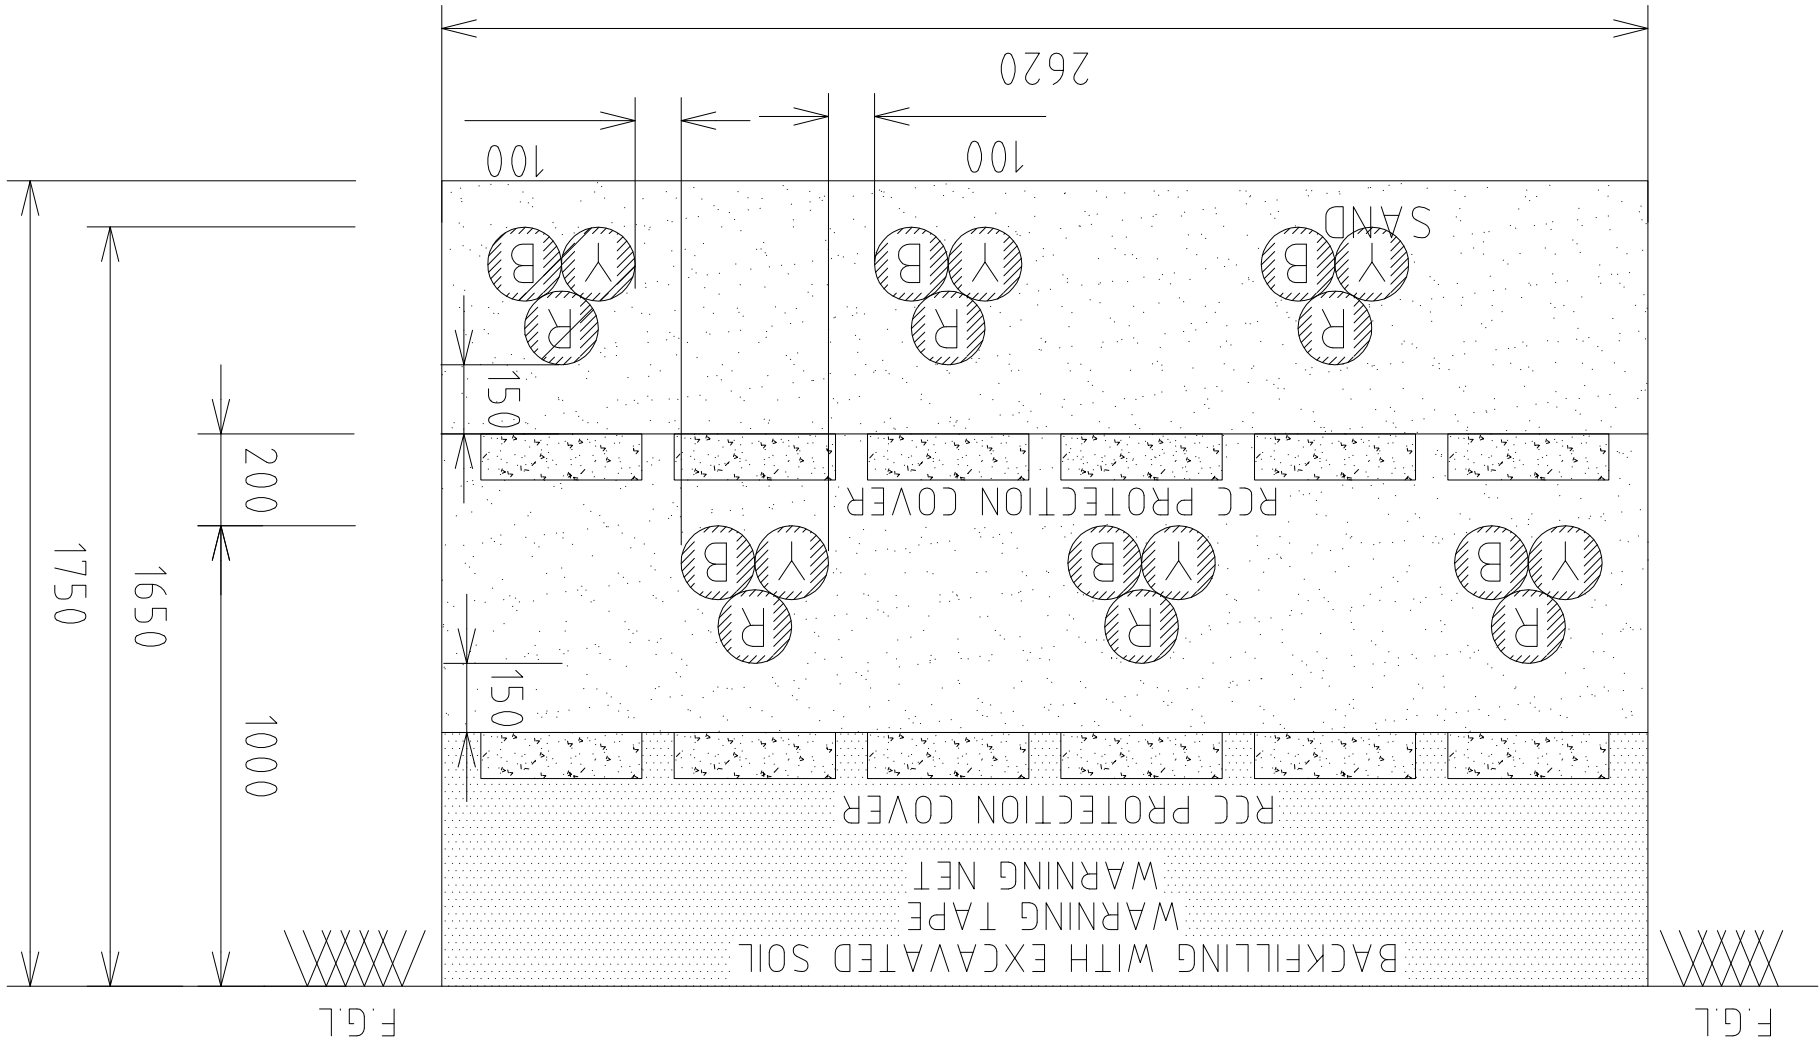 F.G.L
F.G.L
BACKFILLING WITH EXCAVATED SOIL
WARNING TAPE
WARNING NET
RCC PROTECTION COVER
1000
150
R R R
Y B Y B Y B
1650
1750
RCC PROTECTION COVER
200
150
R R R
Y B Y B Y B
SAND
100
100
2620